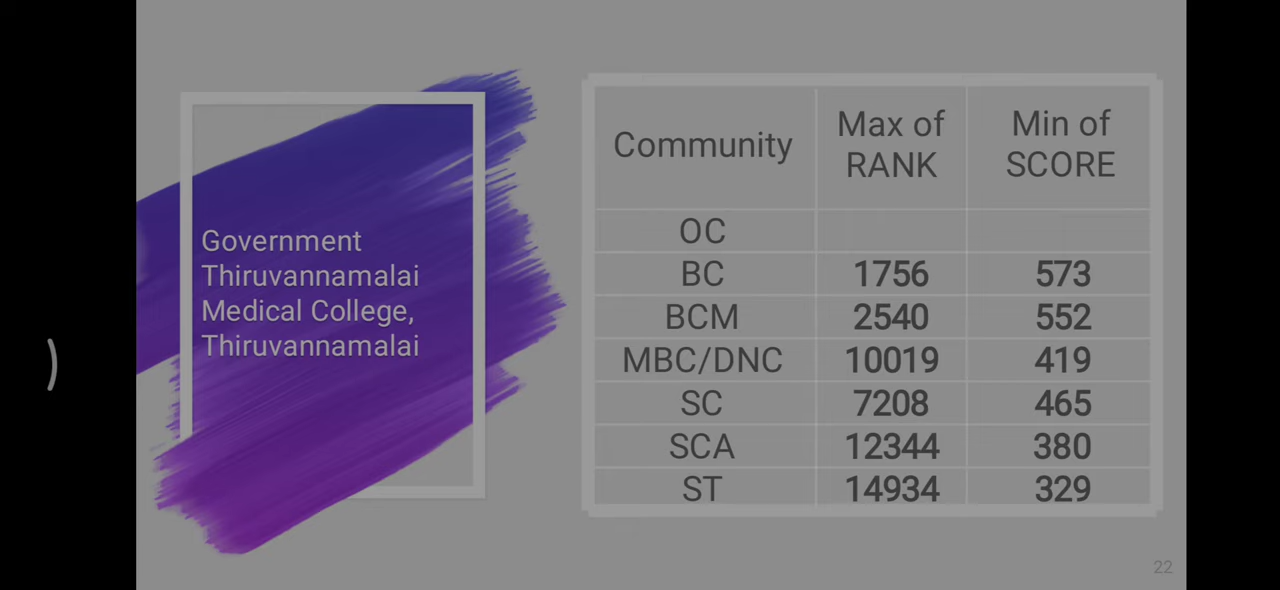 Government
Thiruvannamalai
Medical College,
Thiruvannamalai
Community Max of RANK Min of SCORE
OC
BC 1756 573
BCM 2540 552
MBC/DNC 10019 419
SC 7208 465
SCA 12344 380
ST 14934 329
22